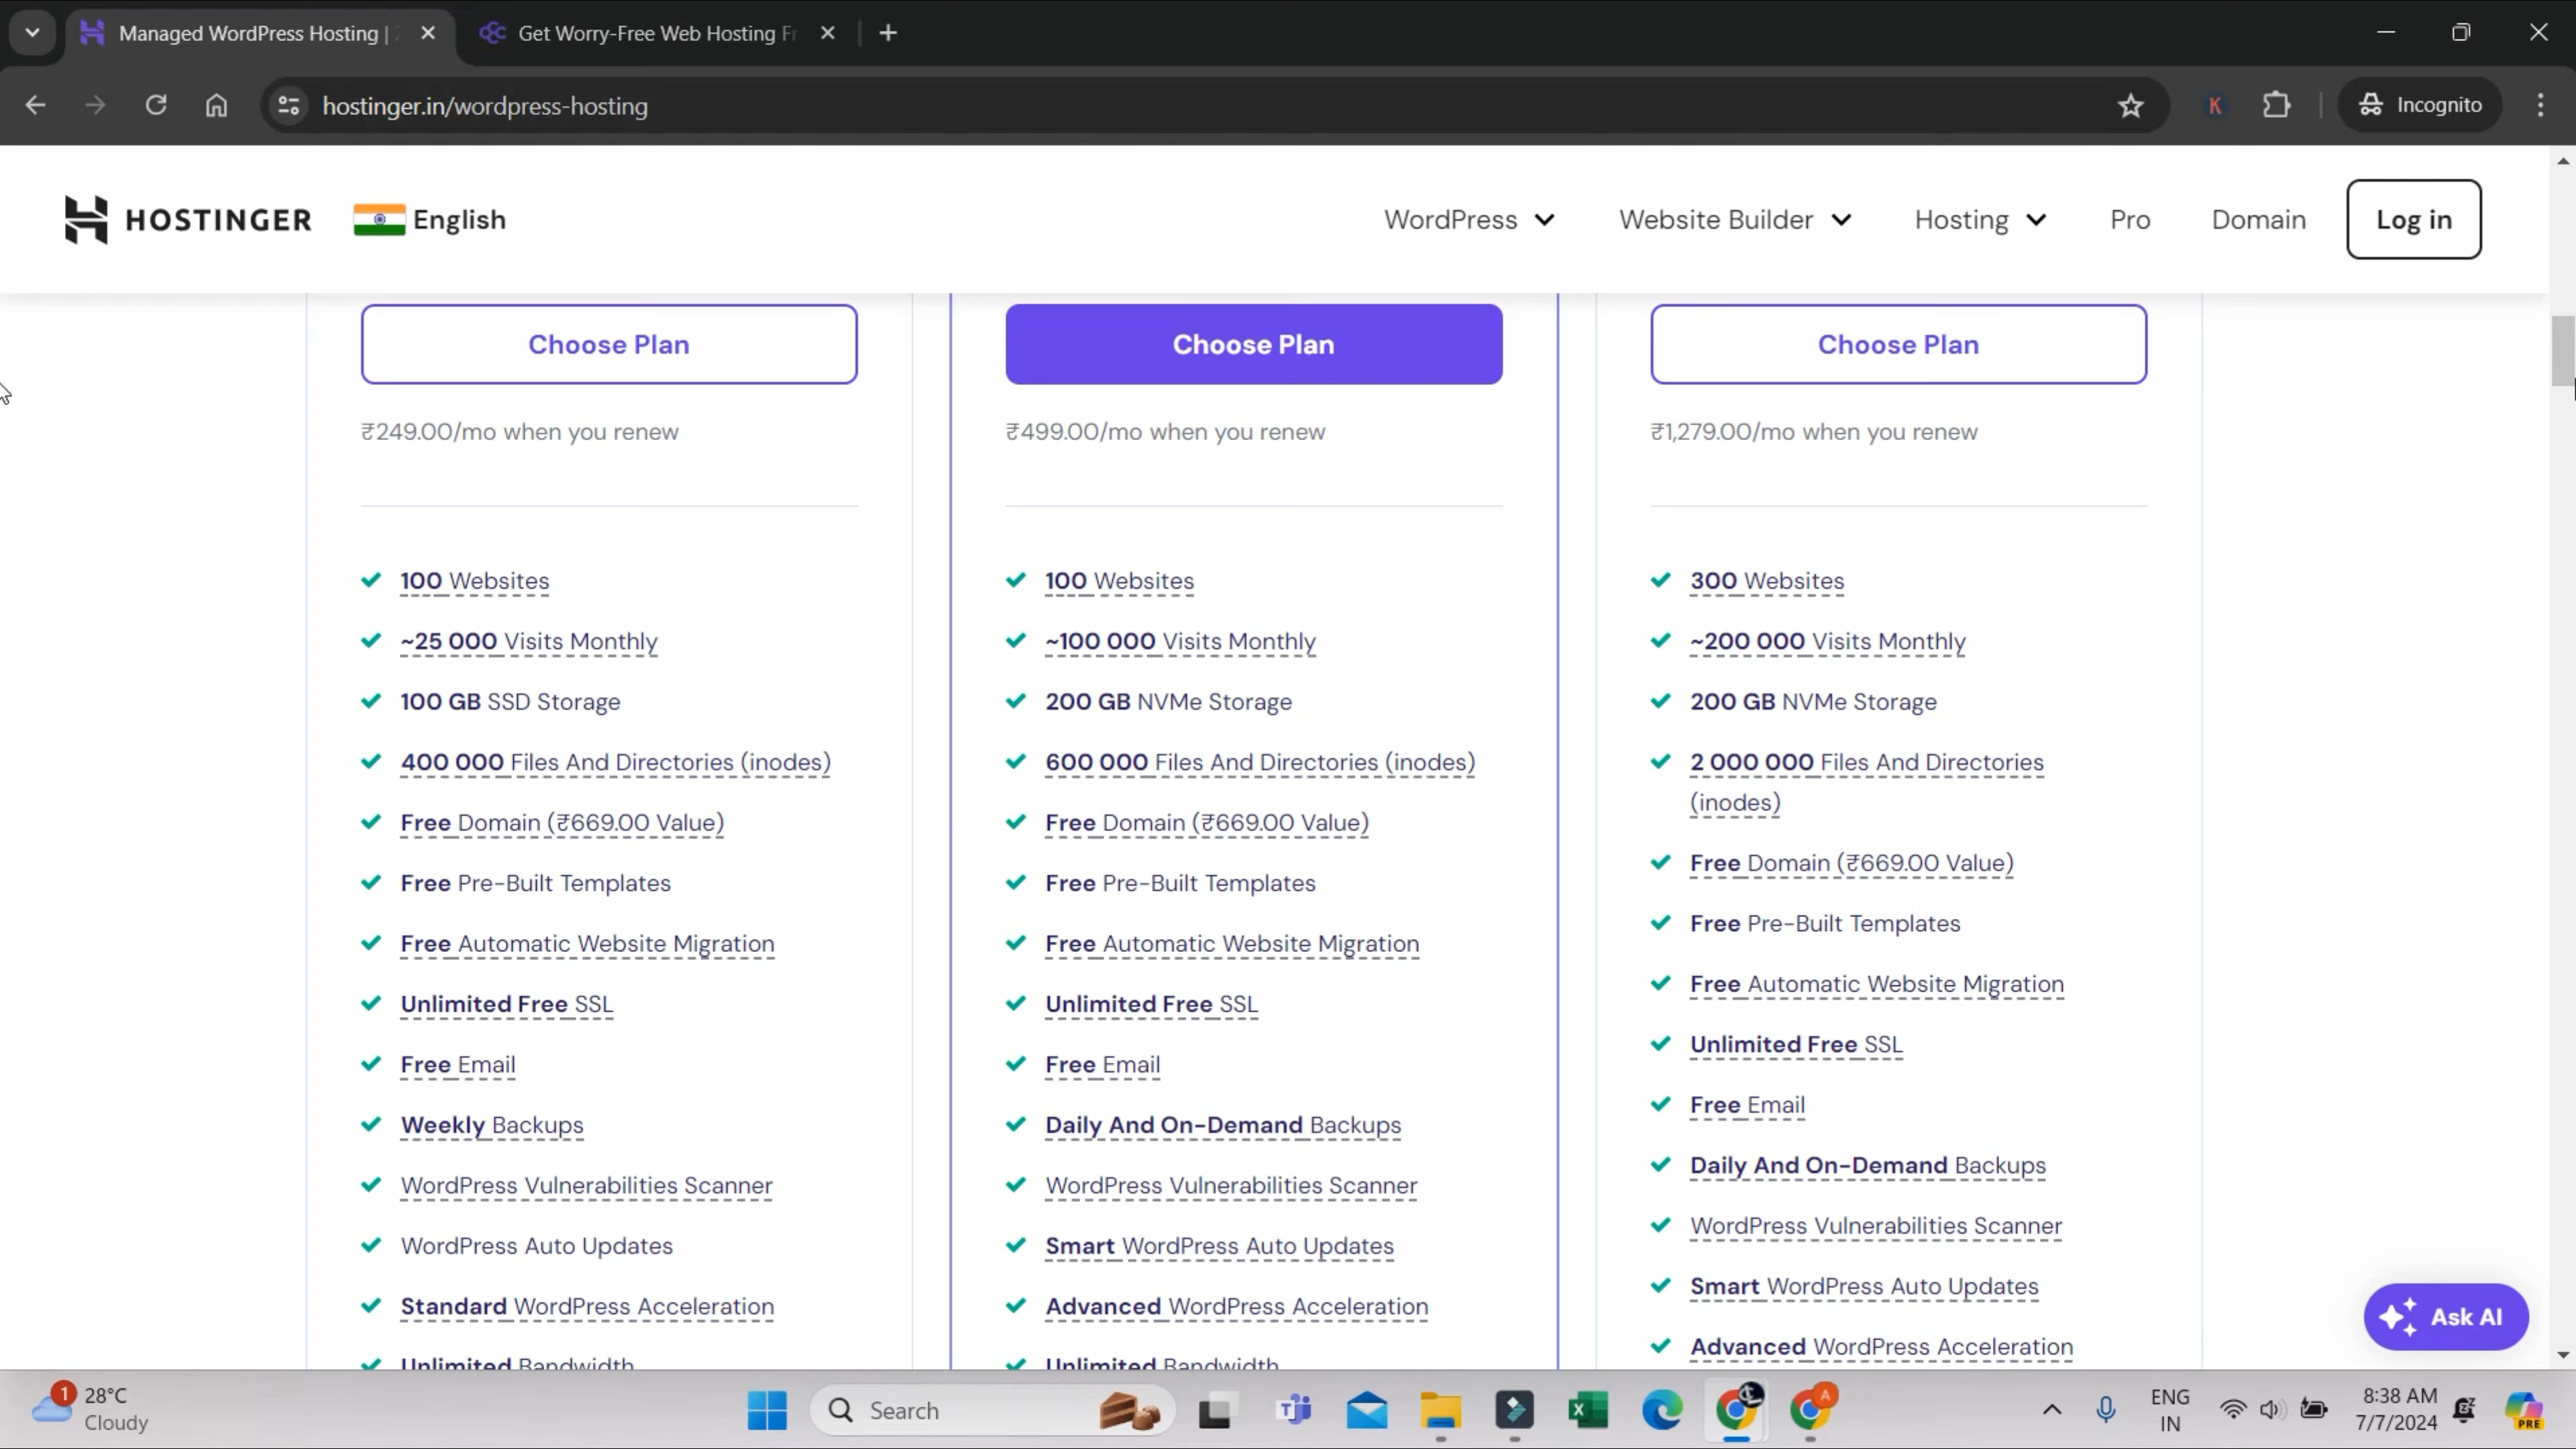 Managed WordPress Hosting |
Get Worry-Free Web Hosting Fr
hostinger.in/wordpress-hosting
K
Incognito
HOSTINGER
English
WordPress
Website Builder
Hosting
Pro
Domain
Log in
Choose Plan
₹249.00/mo when you renew
100 Websites
~25 000 Visits Monthly
100 GB SSD Storage
400 000 Files And Directories (inodes)
Free Domain (₹669.00 Value)
Free Pre-Built Templates
Free Automatic Website Migration
Unlimited Free SSL
Free Email
Weekly Backups
WordPress Vulnerabilities Scanner
WordPress Auto Updates
Standard WordPress Acceleration
Unlimited Bandwidth
Choose Plan
₹499.00/mo when you renew
100 Websites
~100 000 Visits Monthly
200 GB NVMe Storage
600 000 Files And Directories (inodes)
Free Domain (₹669.00 Value)
Free Pre-Built Templates
Free Automatic Website Migration
Unlimited Free SSL
Free Email
Daily And On-Demand Backups
WordPress Vulnerabilities Scanner
Smart WordPress Auto Updates
Advanced WordPress Acceleration
Unlimited Bandwidth
Choose Plan
₹1,279.00/mo when you renew
300 Websites
~200 000 Visits Monthly
200 GB NVMe Storage
2 000 000 Files And Directories
(inodes)
Free Domain (₹669.00 Value)
Free Pre-Built Templates
Free Automatic Website Migration
Unlimited Free SSL
Free Email
Daily And On-Demand Backups
WordPress Vulnerabilities Scanner
Smart WordPress Auto Updates
Advanced WordPress Acceleration
Ask AI
1
28°C
Cloudy
Search
A
ENG
IN
8:38 AM
7/7/2024
PRE